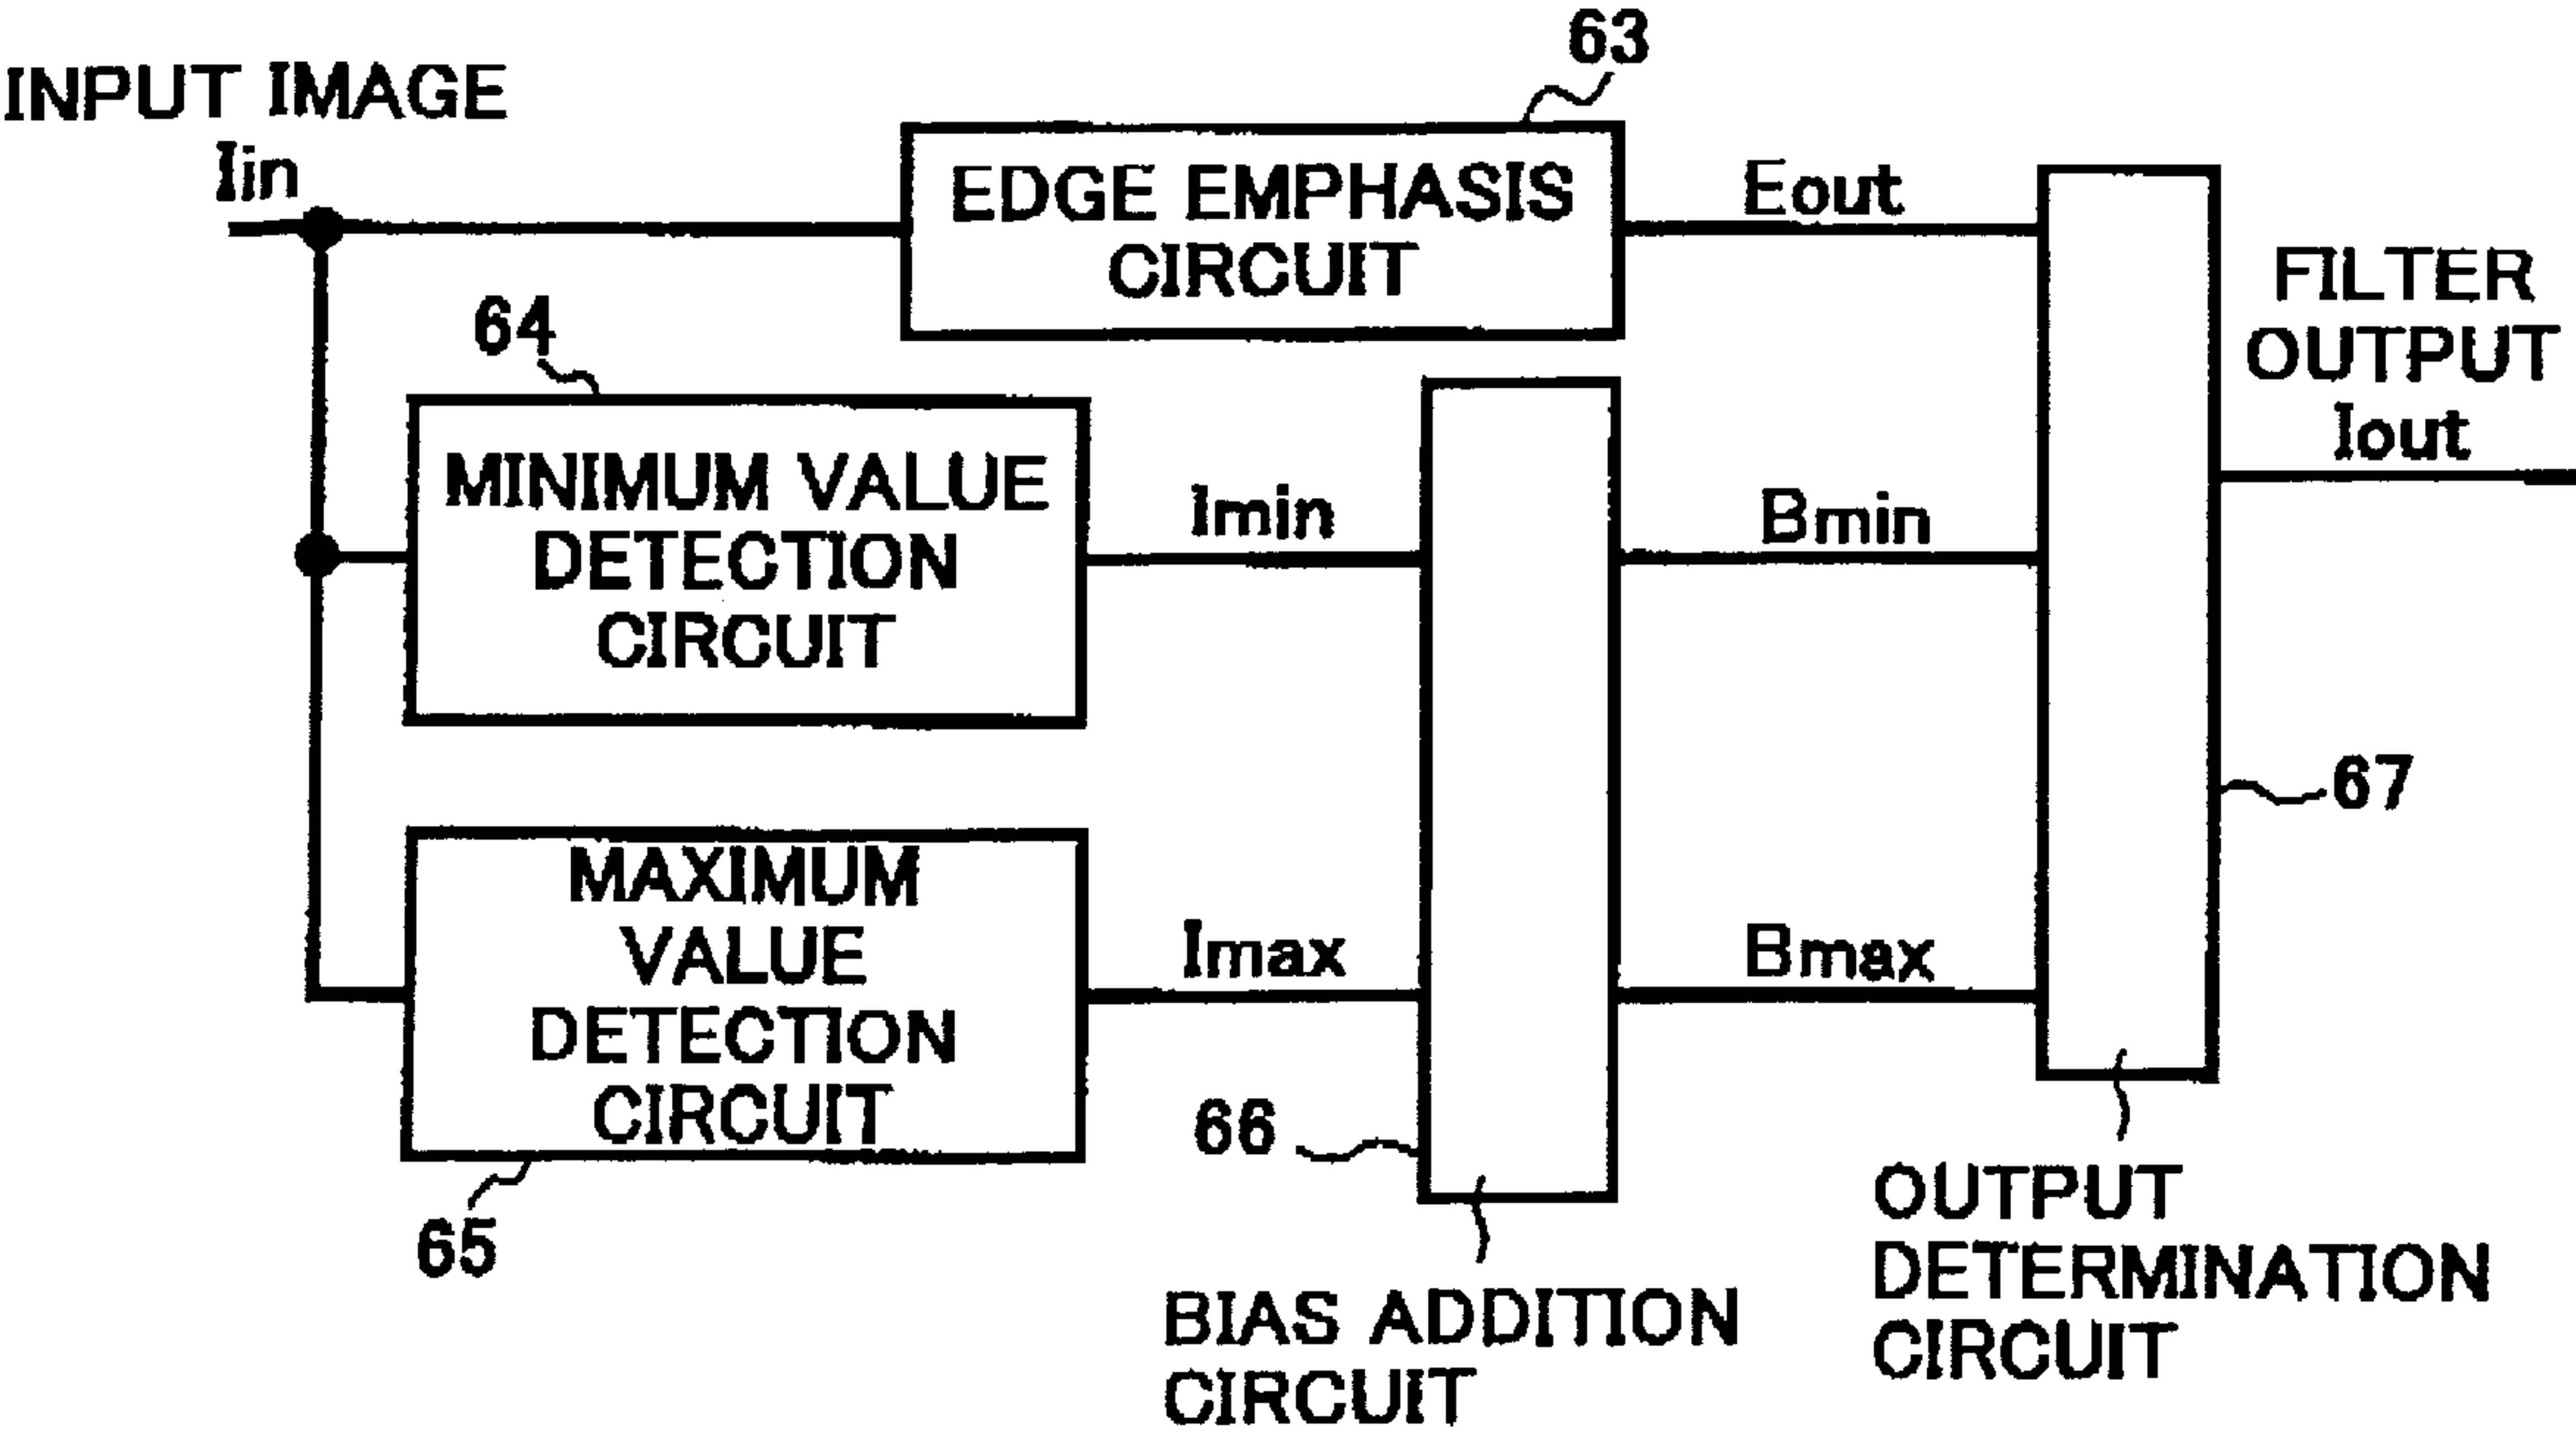 63
INPUT IMAGE
Iin
EDGE EMPHASIS
CIRCUIT
Eout
FILTER
OUTPUT
Iout
64
MINIMUM VALUE
DETECTION
CIRCUIT
Imin
Bmin
67
MAXIMUM
VALUE
DETECTION
CIRCUIT
Imax
Bmax
65
66
BIAS ADDITION
CIRCUIT
OUTPUT
DETERMINATION
CIRCUIT